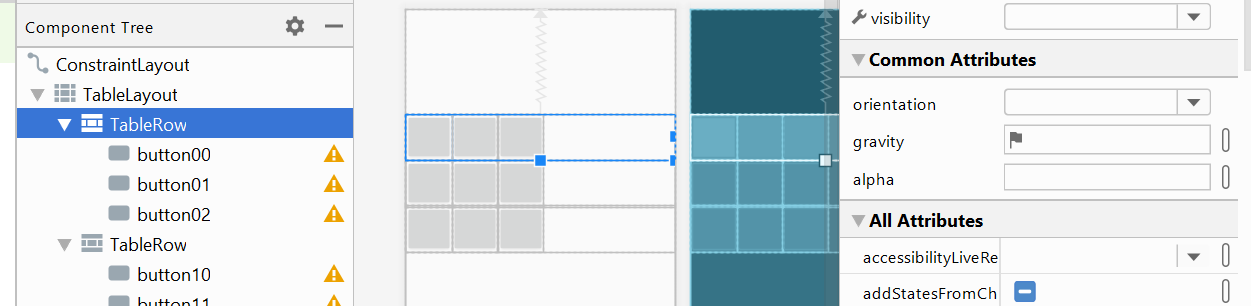 Component Tree
ConstraintLayout
TableLayout
TableRow
button00
button01
button02
TableRow
button10
button11
visibility
Common Attributes
orientation
gravity
alpha
All Attributes
accessibilityLiveRe
addStatesFromCh